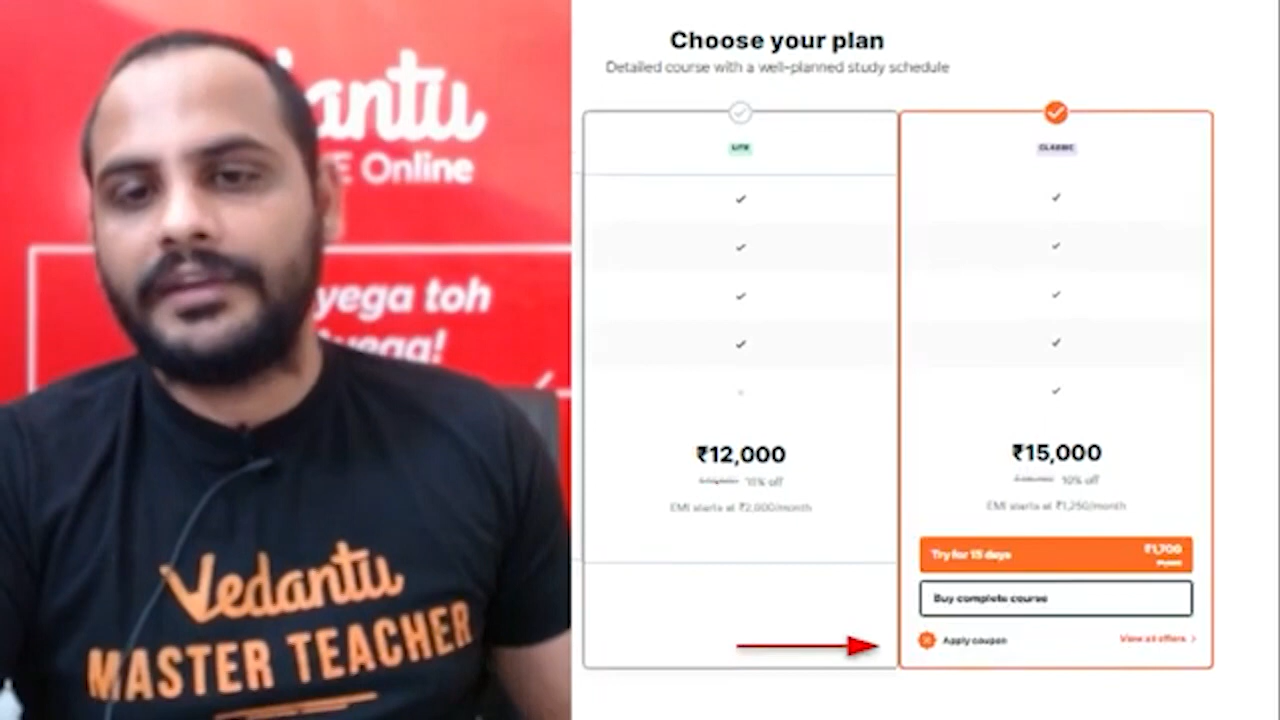 antu
E Online
yega toh
yega!
Vedantu
MASTER TEACHER
Choose your plan
Detailed course with a well-planned study schedule
LITE
CLASSIC
₹12,000
11% off
EMI starts at ₹2,000/month
₹15,000
10% off
EMI starts at ₹1,250/month
Try for 15 days
₹1,700
Buy complete course
Apply coupon
View all offers >